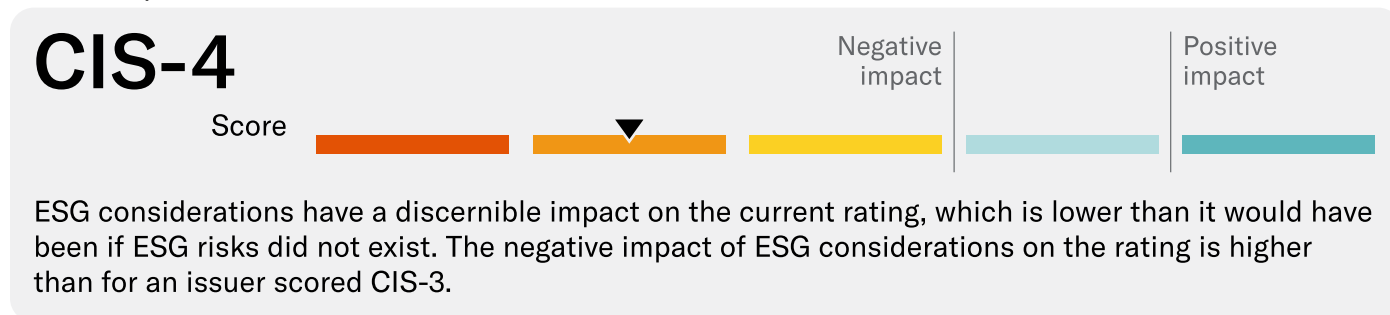 CIS-4
Negative
impact
Positive
impact
Score
ESG considerations have a discernible impact on the current rating, which is lower than it would have
been if ESG risks did not exist. The negative impact of ESG considerations on the rating is higher
than for an issuer scored CIS-3.